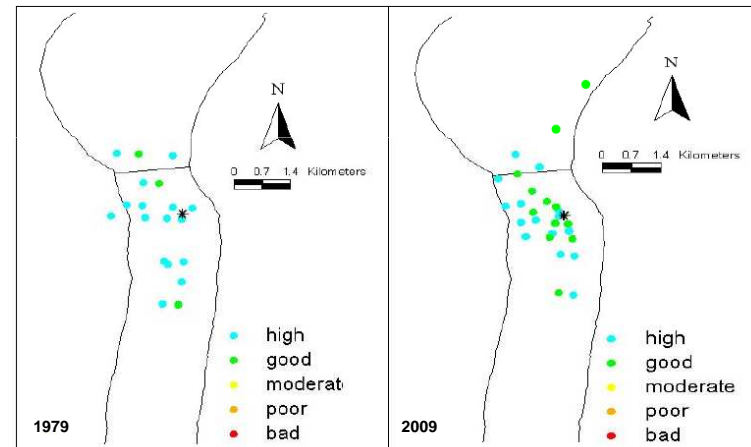 N
0 0.7 1.4 Kilometers
high
good
moderate
poor
bad
1979
N
0 0.7 1.4 Kilometers
high
good
moderate
poor
bad
2009